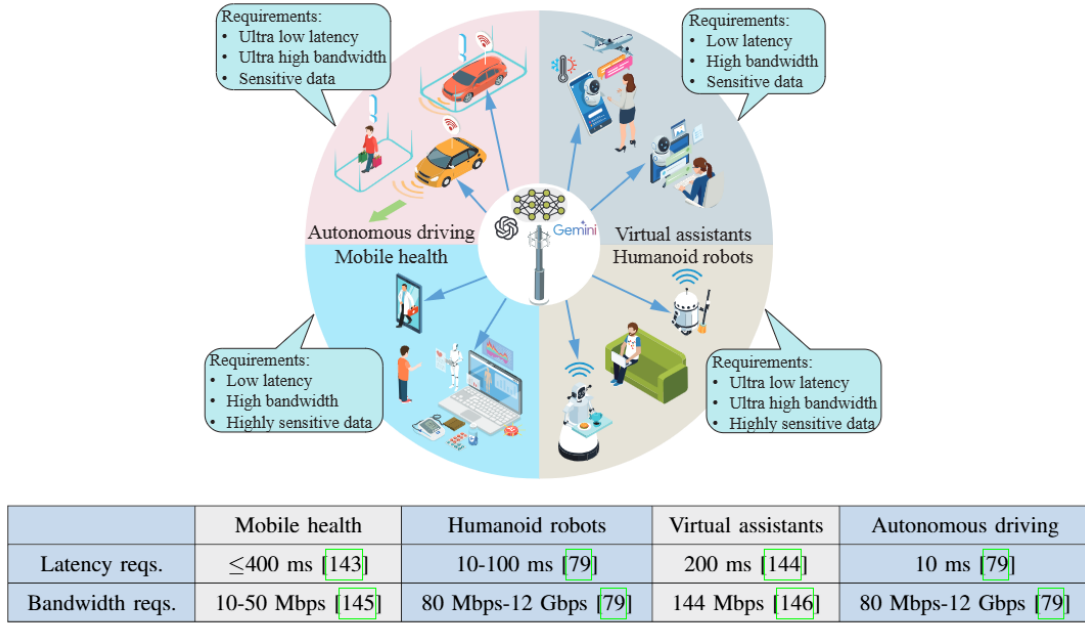 Requirements:
• Ultra low latency
• Ultra high bandwidth
• Sensitive data
Requirements:
• Low latency
• High bandwidth
• Sensitive data
Gemini
Autonomous driving
Virtual assistants
Mobile health
Humanoid robots
Requirements:
• Low latency
• High bandwidth
• Highly sensitive data
Requirements:
• Ultra low latency
• Ultra high bandwidth
• Highly sensitive data
Mobile health Humanoid robots Virtual assistants Autonomous driving
Latency reqs. ≤400 ms [143] 10-100 ms [79] 200 ms [144] 10 ms [79]
Bandwidth reqs. 10-50 Mbps [145] 80 Mbps-12 Gbps [79] 144 Mbps [146] 80 Mbps-12 Gbps [79]